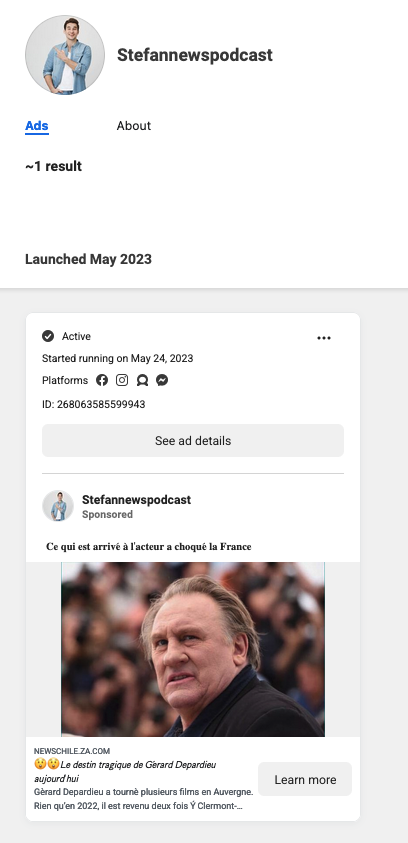 Stefannewspodcast
Ads About
~1 result
Launched May 2023
Active
Started running on May 24, 2023
Platforms
ID: 268063585599943
See ad details
Stefannewspodcast
Sponsored
Ce qui est arrivé à l'acteur a choqué la France
NEWSCHILE.ZA.COM
😲😲Le destin tragique de Gèrard Depardieu
aujourd'hui
Gèrard Depardieu a tournè plusieurs films en Auvergne.
Rien qu'en 2022, il est revenu deux fois Ý Clermont-...
Learn more